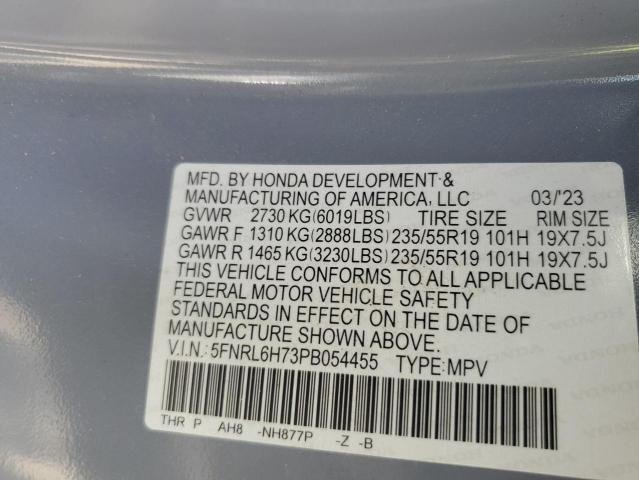 MFD. BY HONDA DEVELOPMENT &
MANUFACTURING OF AMERICA, LLC 03/'23
GVWR 2730 KG(6019LBS) TIRE SIZE RIM SIZE
GAWR F 1310 KG(2888LBS) 235/55R19 101H 19X7.5J
GAWR R 1465 KG(3230LBS) 235/55R19 101H 19X7.5J
THIS VEHICLE CONFORMS TO ALL APPLICABLE
FEDERAL MOTOR VEHICLE SAFETY
STANDARDS IN EFFECT ON THE DATE OF
MANUFACTURE SHOWN ABOVE.
V.I.N.: 5FNRL6H73PB054455 TYPE:MPV
THR P AH8 -NH877P -Z -B